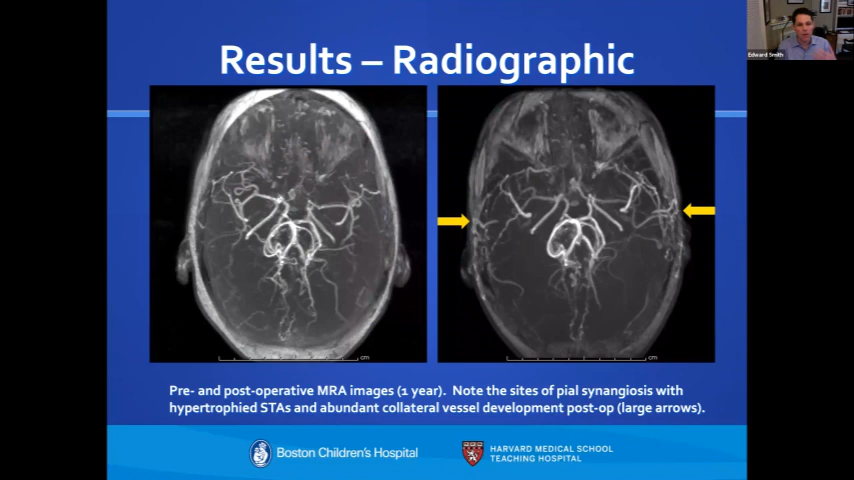 Results – Radiographic
Edward Smith
cm
cm
Pre- and post-operative MRA images (1 year).  Note the sites of pial synangiosis with
hypertrophied STAs and abundant collateral vessel development post-op (large arrows).
Boston Children's Hospital
HARVARD MEDICAL SCHOOL
TEACHING HOSPITAL